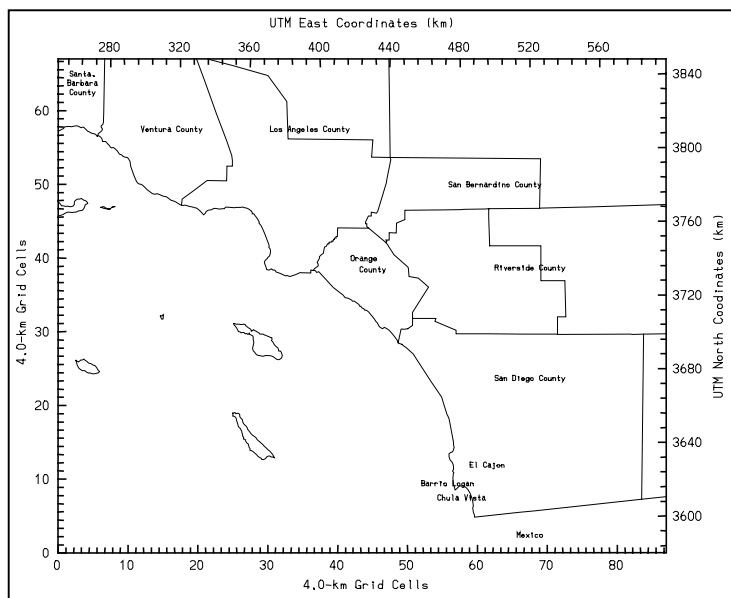 UTM East Coordinates (km)
280 320 360 400 440 480 520 560
Santa.
Barbara
County
Ventura County
Los Angeles County
San Bernardino County
Orange
County
Riverside County
San Diego County
El Cajon
Barrio Logan
Chula Vista
Mexico
60
50
40
30
20
10
0
4.0-km Grid Cells
3840
3800
3760
3720
3680
3640
3600
UTM North Coordinates (km)
0 10 20 30 40 50 60 70 80
4.0-km Grid Cells